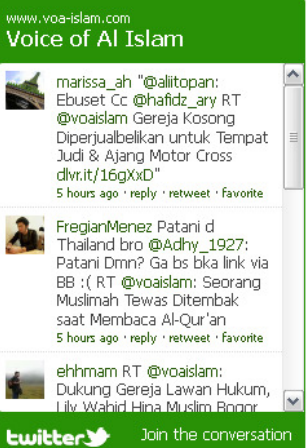 www.voa-islam.com
Voice of Al Islam
marissa_ah "@aliitopan:
Ebuset Cc @hafidz_ary RT
@voaislam Gereja Kosong
Diperjualbelikan untuk Tempat
Judi & Ajang Motor Cross
dlvr.it/16gXxD"
5 hours ago · reply · retweet · favorite
FregianMenez Patani d
Thailand bro @Adhy_1927:
Patani Dmn? Ga bs bka link via
BB :( RT @voaislam: Seorang
Muslimah Tewas Ditembak
saat Membaca Al-Qur'an
5 hours ago · reply · retweet · favorite
ehhmam RT @voaislam:
Dukung Gereja Lawan Hukum,
Lily Wahid Hina Muslim Bogor
twitter
Join the conversation